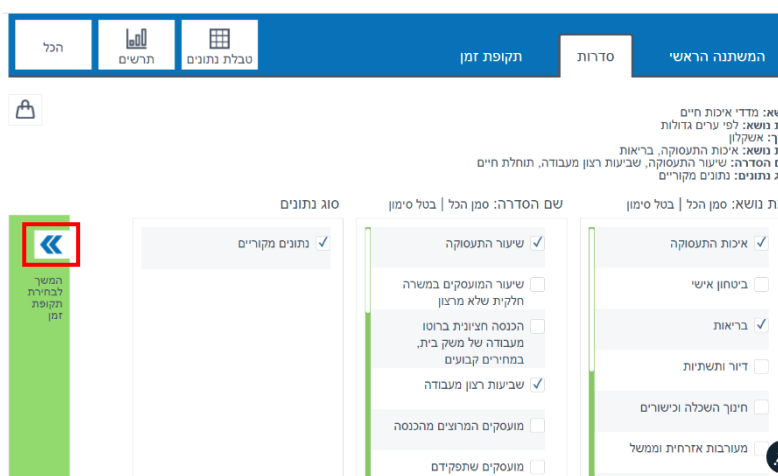 המשתנה הראשי
סדרות
תקופת זמן
טבלת נתונים
תרשים
הכל
מדדי איכות חיים
נושא: לפי ערים גדולות
אשקלון
נושא: איכות התעסוקה, בריאות
הסדרה: שיעור התעסוקה, שביעות רצון מעבודה, תוחלת חיים
נתונים: נתונים מקוריים
נושא: סמן הכל | בטל סימון
שם הסדרה: סמן הכל | בטל סימון
סוג נתונים
איכות התעסוקה
ביטחון אישי
בריאות
דיור ותשתיות
חינוך השכלה וכישורים
מעורבות אזרחית וממשל
שיעור התעסוקה
שיעור המועסקים במשרה
חלקית שלא מרצון
הכנסה חציונית ברוטו
מעבודה של משק בית,
במחירים קבועים
שביעות רצון מעבודה
מועסקים המרוצים מהכנסה
מועסקים שתפקידם
נתונים מקוריים
המשך
לבחירת
תקופת
זמן